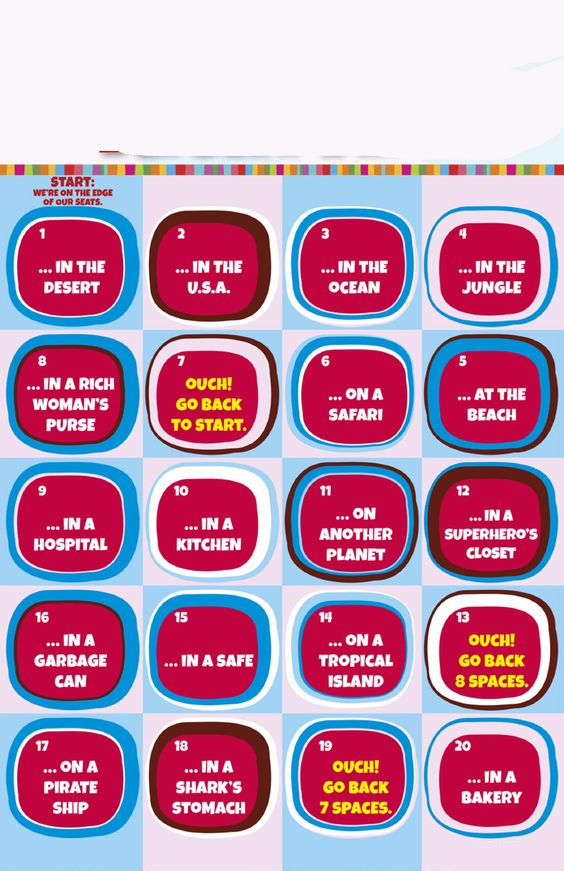 START:
WE'RE ON THE EDGE
OF OUR SEATS.
1
... IN THE
DESERT
2
... IN THE
U.S.A.
3
... IN THE
OCEAN
4
... IN THE
JUNGLE
8
... IN A RICH
WOMAN'S
PURSE
7
OUCH!
GO BACK
TO START.
6
... ON A
SAFARI
5
... AT THE
BEACH
9
... IN A
HOSPITAL
10
... IN A
KITCHEN
11
... ON
ANOTHER
PLANET
12
... IN A
SUPERHERO'S
CLOSET
16
... IN A
GARBAGE
CAN
15
... IN A SAFE
14
... ON A
TROPICAL
ISLAND
13
OUCH!
GO BACK
8 SPACES.
17
... ON A
PIRATE
SHIP
18
... IN A
SHARK'S
STOMACH
19
OUCH!
GO BACK
7 SPACES.
20
... IN A
BAKERY